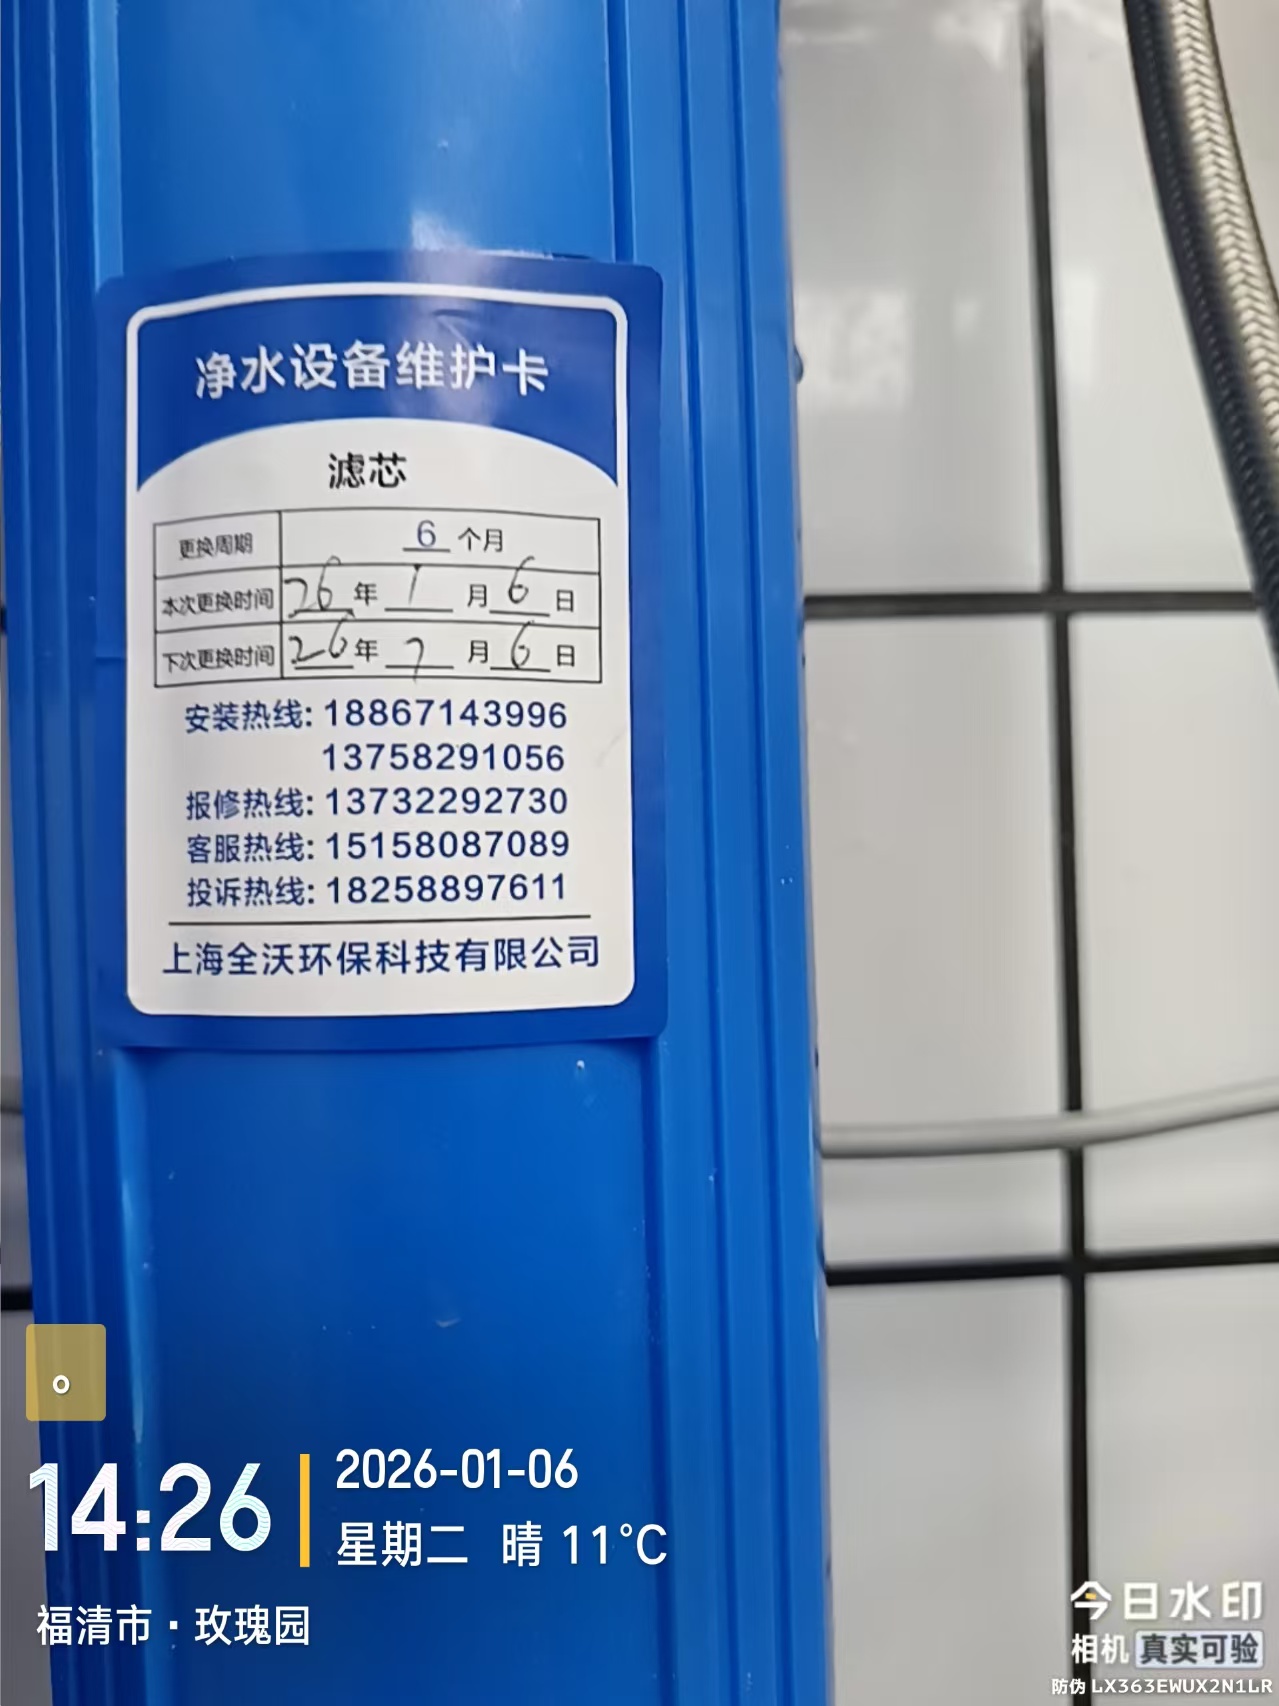 净水设备维护卡
滤芯
更换周期 6 个月
本次更换时间 26 年 1 月 6 日
下次更换时间 26 年 7 月 6 日
安装热线: 18867143996
13758291056
报修热线: 13732292730
客服热线: 15158087089
投诉热线: 18258897611
上海全沃环保科技有限公司
。
14:26
2026-01-06
星期二 晴 11°C
福清市·玫瑰园
今日水印
相机 真实可验
防伪 LX363EWUX2N1LR